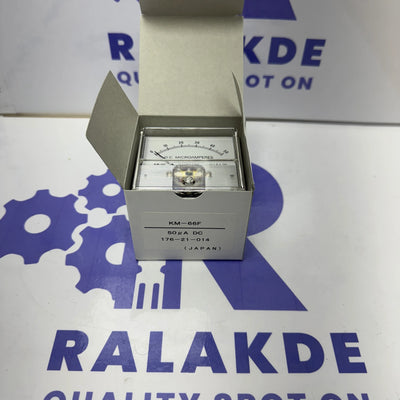 RALAKDE
QUALITY SPOT ON
D.C. MICROAMPERES
KM-66F
50μA DC
176-21-014
(JAPAN)
RALAKDE
QUALITY SPOT ON